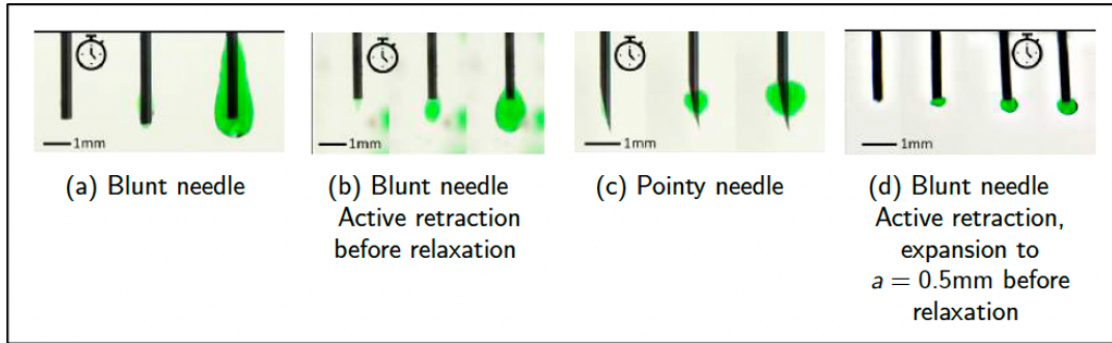 1mm
1mm
1mm
1mm
(a) Blunt needle
(b) Blunt needle
Active retraction
before relaxation
(c) Pointy needle
(d) Blunt needle
Active retraction,
expansion to
a = 0.5mm before
relaxation